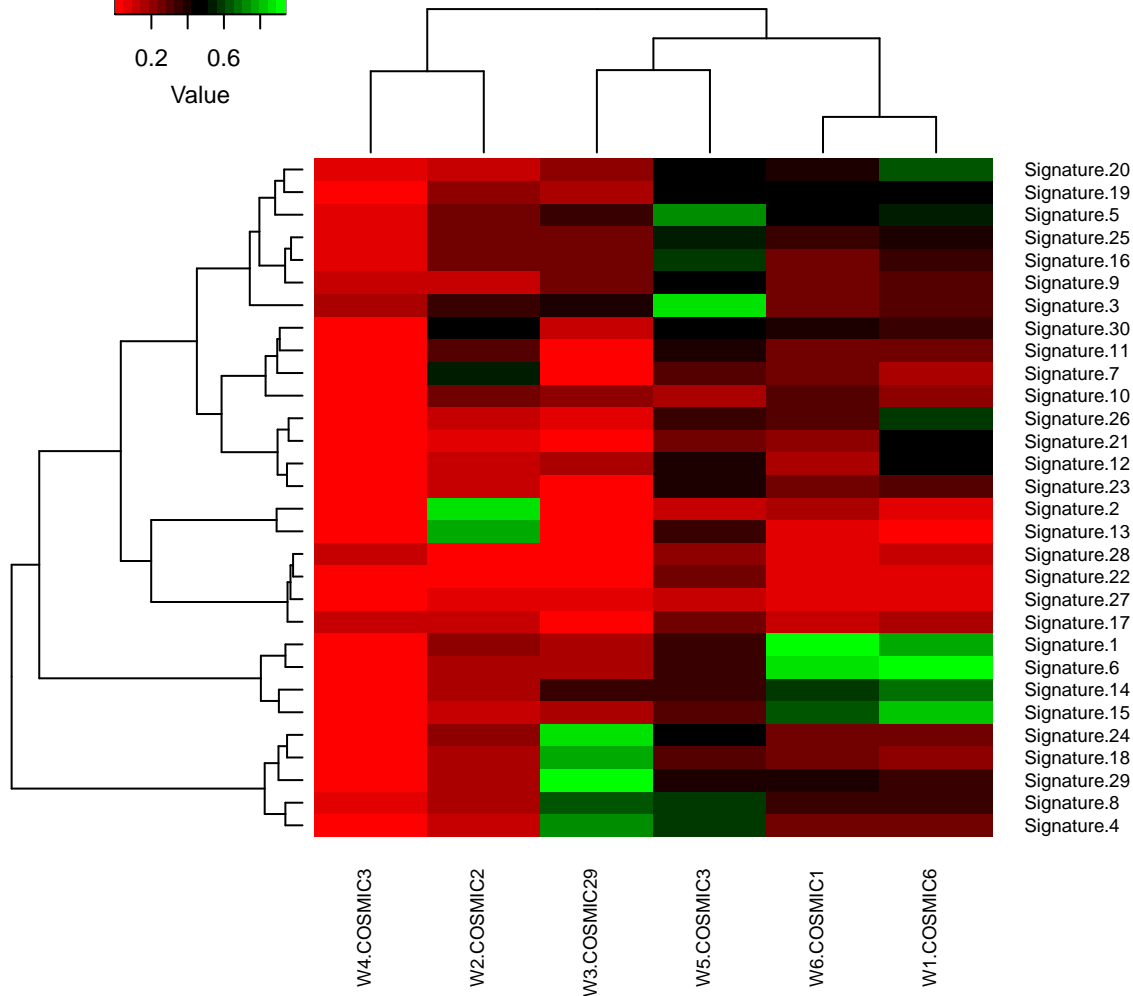 0.2 0.6
Value
Signature.20
Signature.19
Signature.5
Signature.25
Signature.16
Signature.9
Signature.3
Signature.30
Signature.11
Signature.7
Signature.10
Signature.26
Signature.21
Signature.12
Signature.23
Signature.2
Signature.13
Signature.28
Signature.22
Signature.27
Signature.17
Signature.1
Signature.6
Signature.14
Signature.15
Signature.24
Signature.18
Signature.29
Signature.8
Signature.4
W4.COSMIC3
W2.COSMIC2
W3.COSMIC29
W5.COSMIC3
W6.COSMIC1
W1.COSMIC6